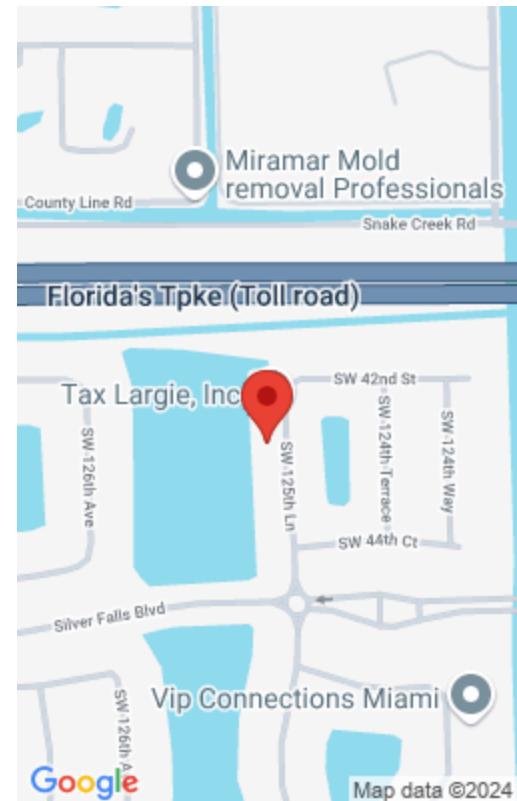 Miramar Mold
removal Professionals
County Line Rd
Snake Creek Rd
Florida's Tpke (Toll road)
Tax Largie, Inc
SW 42nd St
SW 126th Ave
SW 125th Ln
SW 124th Terrace
SW 124th Way
SW 44th Ct
Silver Falls Blvd
SW 126th A
Vip Connections Miami
Google
Map data ©2024